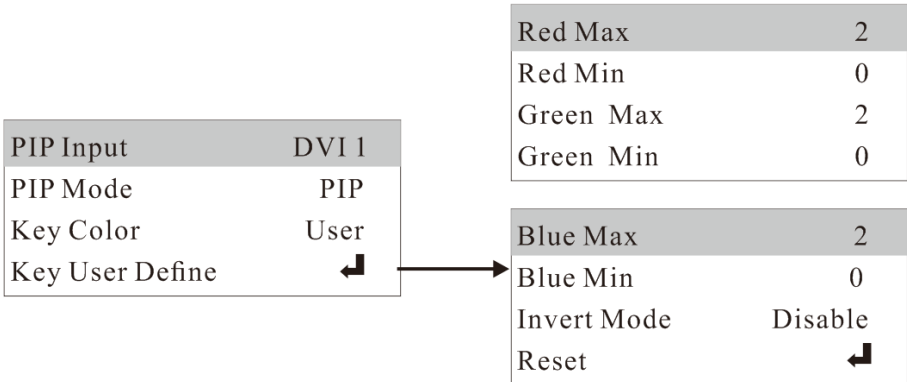 PIP Input DVI 1
PIP Mode PIP
Key Color User
Key User Define
Red Max 2
Red Min 0
Green Max 2
Green Min 0
Blue Max 2
Blue Min 0
Invert Mode Disable
Reset